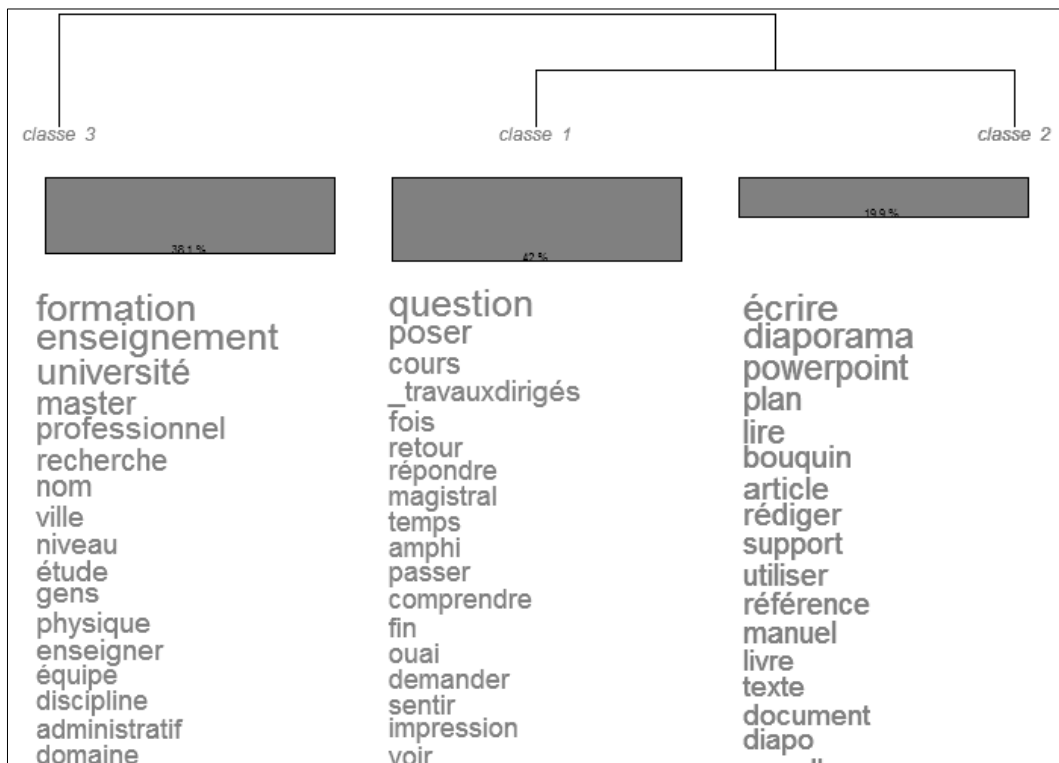 classe 3
classe 1
classe 2
38.1 %
42 %
19.9 %
formation
enseignement
université
master
professionnel
recherche
nom
ville
niveau
étude
gens
physique
enseigner
équipe
discipline
administratif
domaine
question
poser
cours
_travauxdirigés
fois
retour
répondre
magistral
temps
amphi
passer
comprendre
fin
ouai
demander
sentir
impression
voir
écrire
diaporama
powerpoint
plan
lire
bouquin
article
rédiger
support
utiliser
référence
manuel
livre
texte
document
diapo